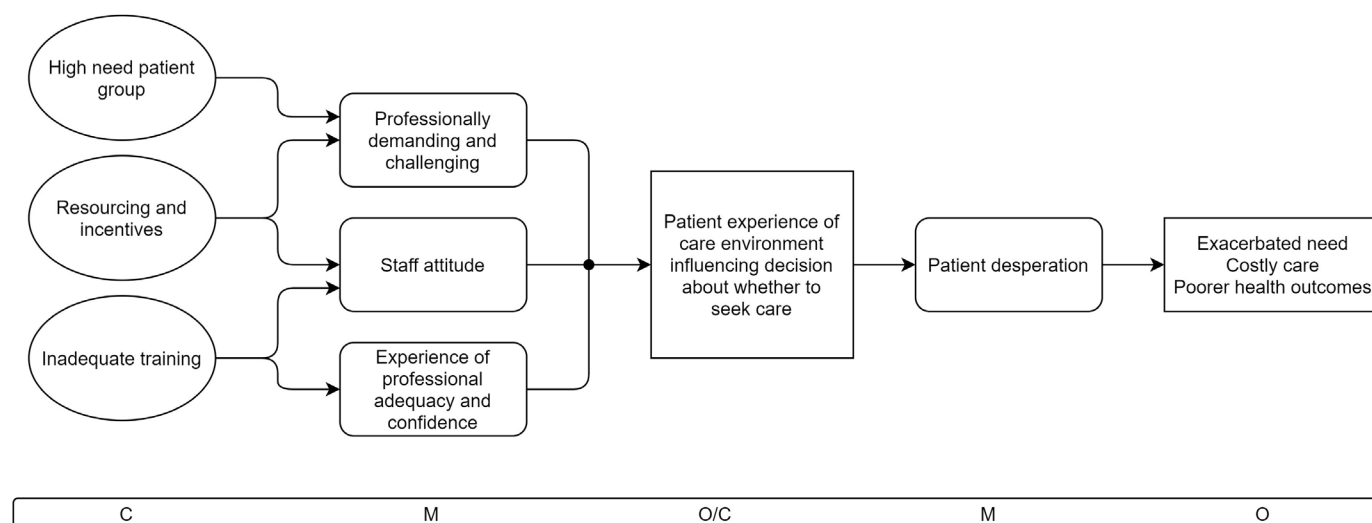 High need patient
group
Resourcing and
incentives
Inadequate training
Professionally
demanding and
challenging
Staff attitude
Experience of
professional
adequacy and
confidence
Patient experience of
care environment
influencing decision
about whether to
seek care
Patient desperation
Exacerbated need
Costly care
Poorer health outcomes
C M O/C M O